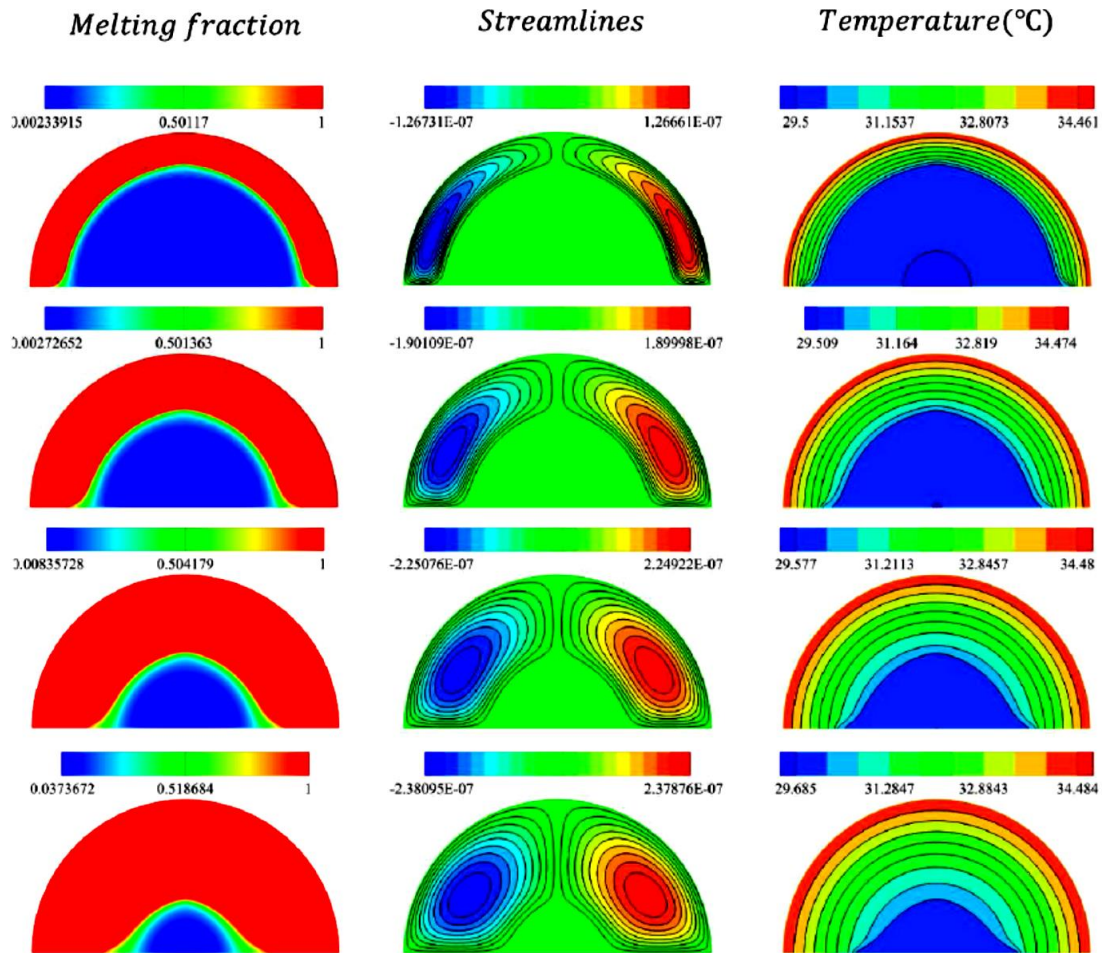 Melting fraction Streamlines Temperature(°C)
0.00233915 0.50117 1 -1.26731E-07 1.26661E-07 29.5 31.1537 32.8073 34.461
0.00272652 0.501363 1 -1.90109E-07 1.89998E-07 29.509 31.164 32.819 34.474
0.00835728 0.504179 1 -2.25076E-07 2.24922E-07 29.577 31.2113 32.8457 34.48
0.0373672 0.518684 1 -2.38095E-07 2.37876E-07 29.685 31.2847 32.8843 34.484